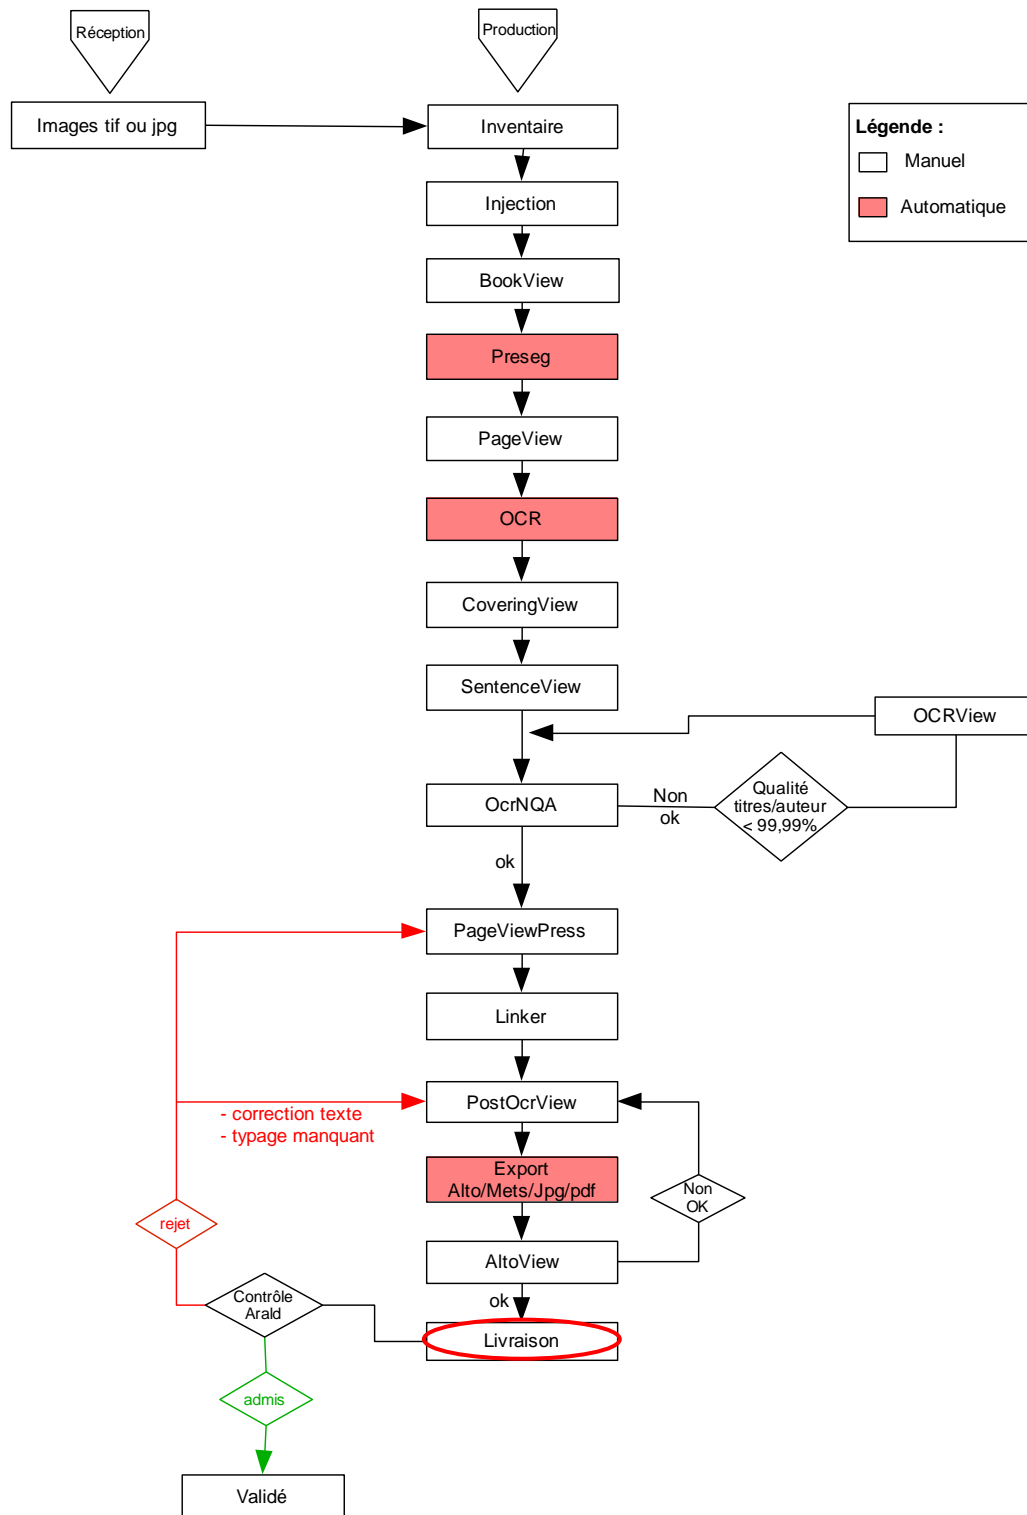 Réception
Production
Images tif ou jpg
Inventaire
Légende :
Manuel
Automatique
Injection
BookView
Preseg
PageView
OCR
CoveringView
SentenceView
OCRView
OcrNQA
Non
ok
Qualité
titres/auteur
< 99,99%
ok
PageViewPress
Linker
PostOcrView
- correction texte
- typage manquant
Export
Alto/Mets/Jpg/pdf
Non
OK
rejet
AltoView
ok
Contrôle
Arald
Livraison
admis
Validé